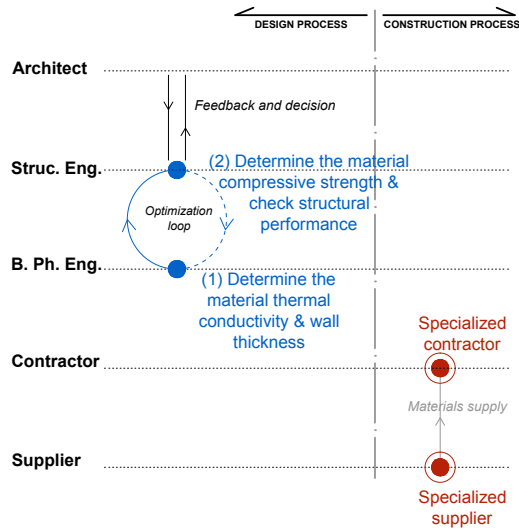 DESIGN PROCESS
CONSTRUCTION PROCESS
Architect
Feedback and decision
Struc. Eng.
(2) Determine the material
compressive strength &
check structural
performance
Optimization
loop
B. Ph. Eng.
(1) Determine the
material thermal
conductivity & wall
thickness
Specialized
contractor
Contractor
Materials supply
Supplier
Specialized
supplier